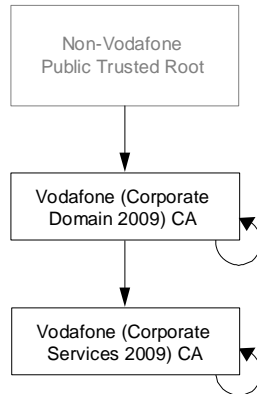 Non-Vodafone
Public Trusted Root
Vodafone (Corporate
Domain 2009) CA
Vodafone (Corporate
Services 2009) CA